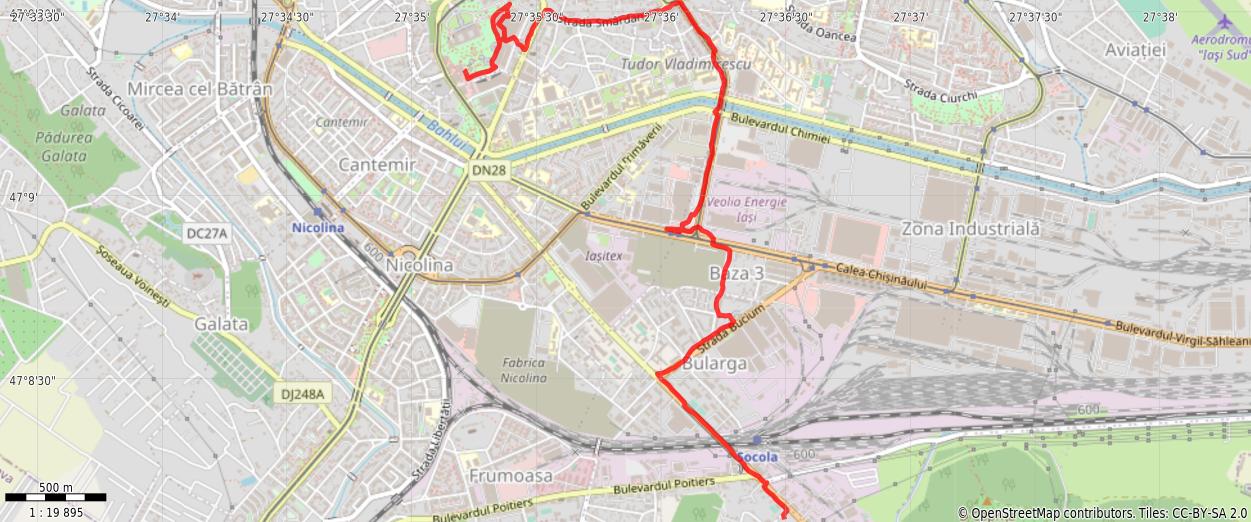 27°33'30"
27°34'
27°34'30"
27°35'
27°35'30"
27°36'
27°36'30"
27°37'
27°37'30"
27°38'
Strada Smârdan
Strada Oancea
Aviației
Aerodromu
"Iași Sud"
Tudor Vladimirescu
Strada Cicoarei
Mircea cel Bătrân
Galata
Pădurea
Galata
Cantemir
Cantemir
Bahlui
Strada Ciurchi
Bulevardul Chimiei
Bulevardul Primăverii
DN28
47°9'
Nicolina
DC27A
600
Nicolina
Șoseaua Voinești
Veolia Energie
Iași
Zona Industrială
Iașitex
Baza 3
Calea Chișinăului
Bulevardul Virgil Săhlean
Strada Bucium
Galata
47°8'30"
Fabrica
Nicolina
Bularga
DJ248A
600
Strada Libertății
Socola
600
Frumoasa
Bulevardul Poitiers
Bulevardul Poitiers
500 m
1 : 19 895
© OpenStreetMap contributors. Tiles: CC-BY-SA 2.0